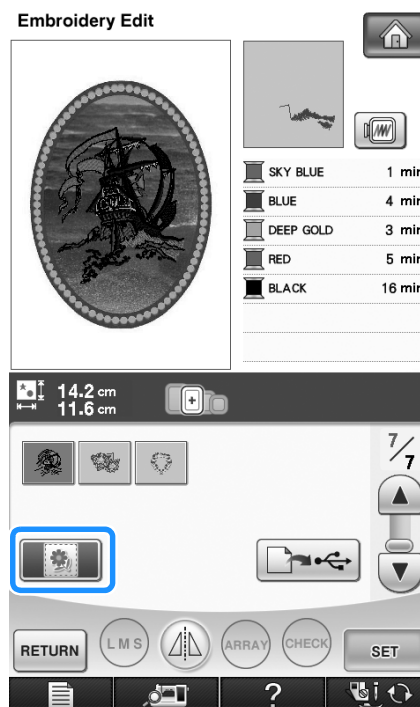 Embroidery Edit
SKY BLUE 1 min
BLUE 4 min
DEEP GOLD 3 min
RED 5 min
BLACK 16 min
14.2 cm
11.6 cm
7/7
RETURN
L M S
ARRAY
CHECK
SET
?